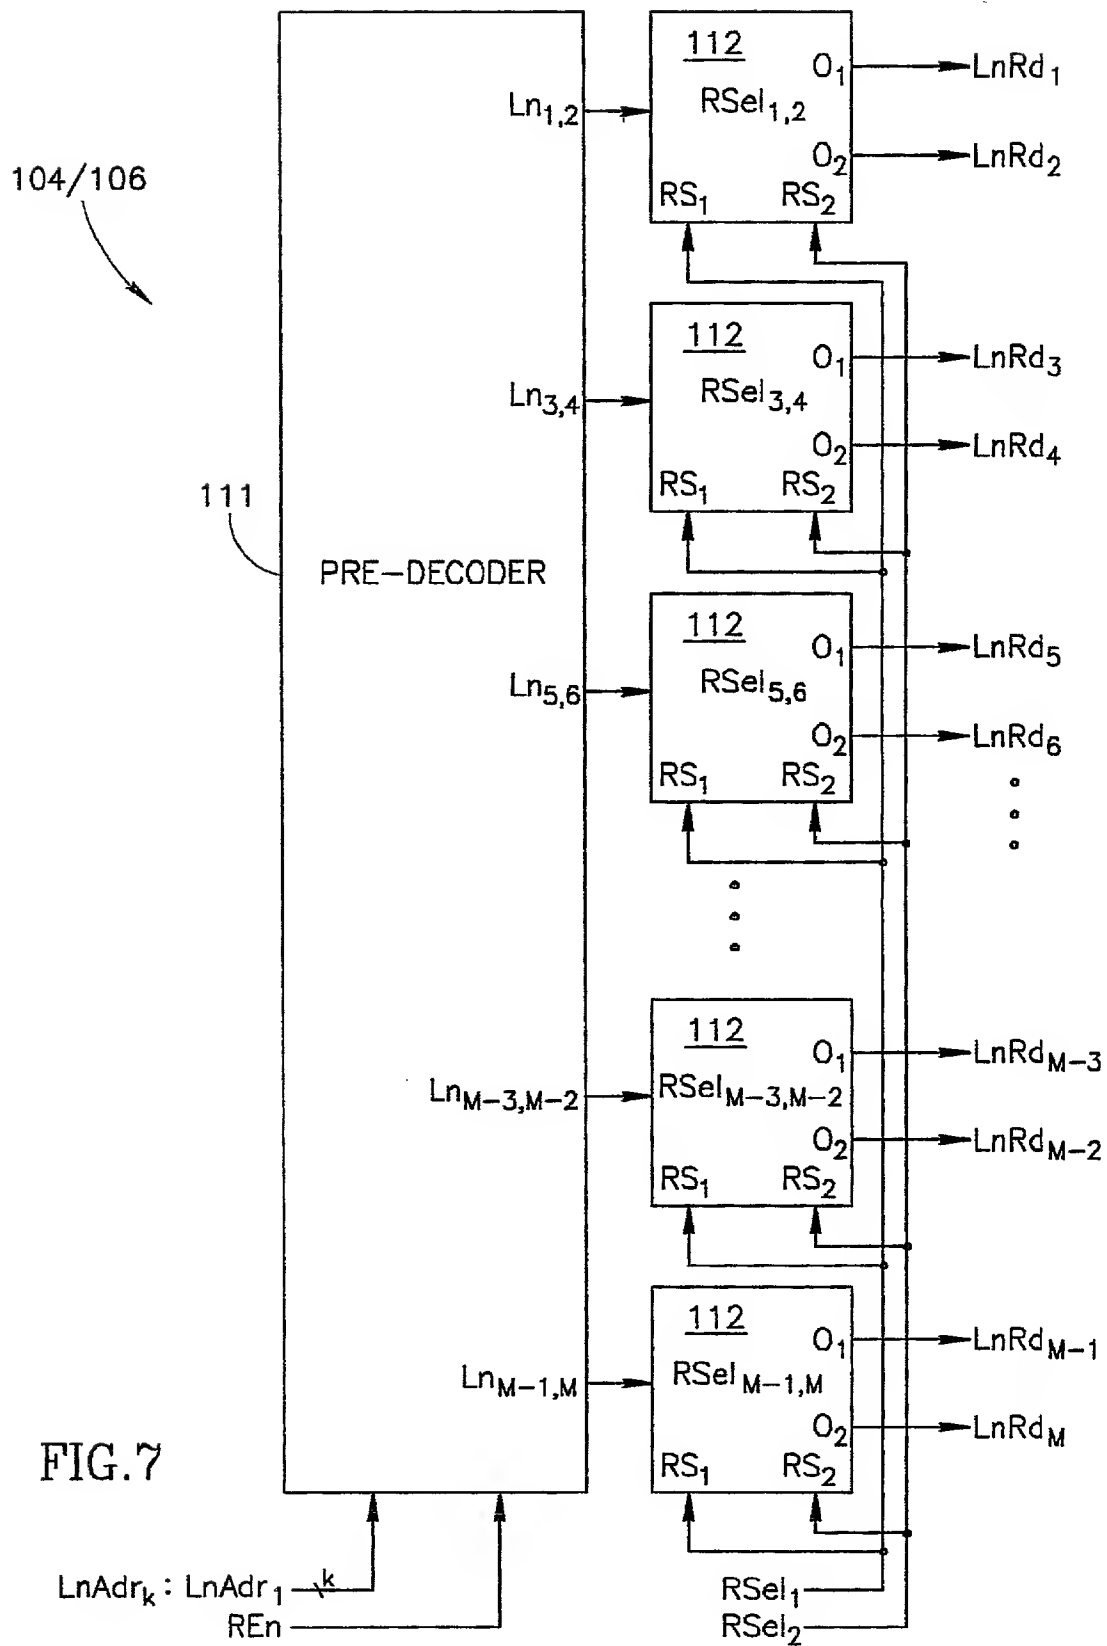 112
O1
LnRd1
Ln1,2
RSel1,2
O2
LnRd2
104/106
RS1
RS2
112
O1
LnRd3
Ln3,4
RSel3,4
O2
LnRd4
RS1
RS2
111
PRE-DECODER
112
O1
LnRd5
Ln5,6
RSel5,6
O2
LnRd6
RS1
RS2
112
O1
LnRdM-3
LnM-3,M-2
RSelM-3,M-2
O2
LnRdM-2
RS1
RS2
112
O1
LnRdM-1
LnM-1,M
RSelM-1,M
O2
LnRdM
RS1
RS2
FIG.7
LnAdrk : LnAdr1
k
RSel1
REn
RSel2